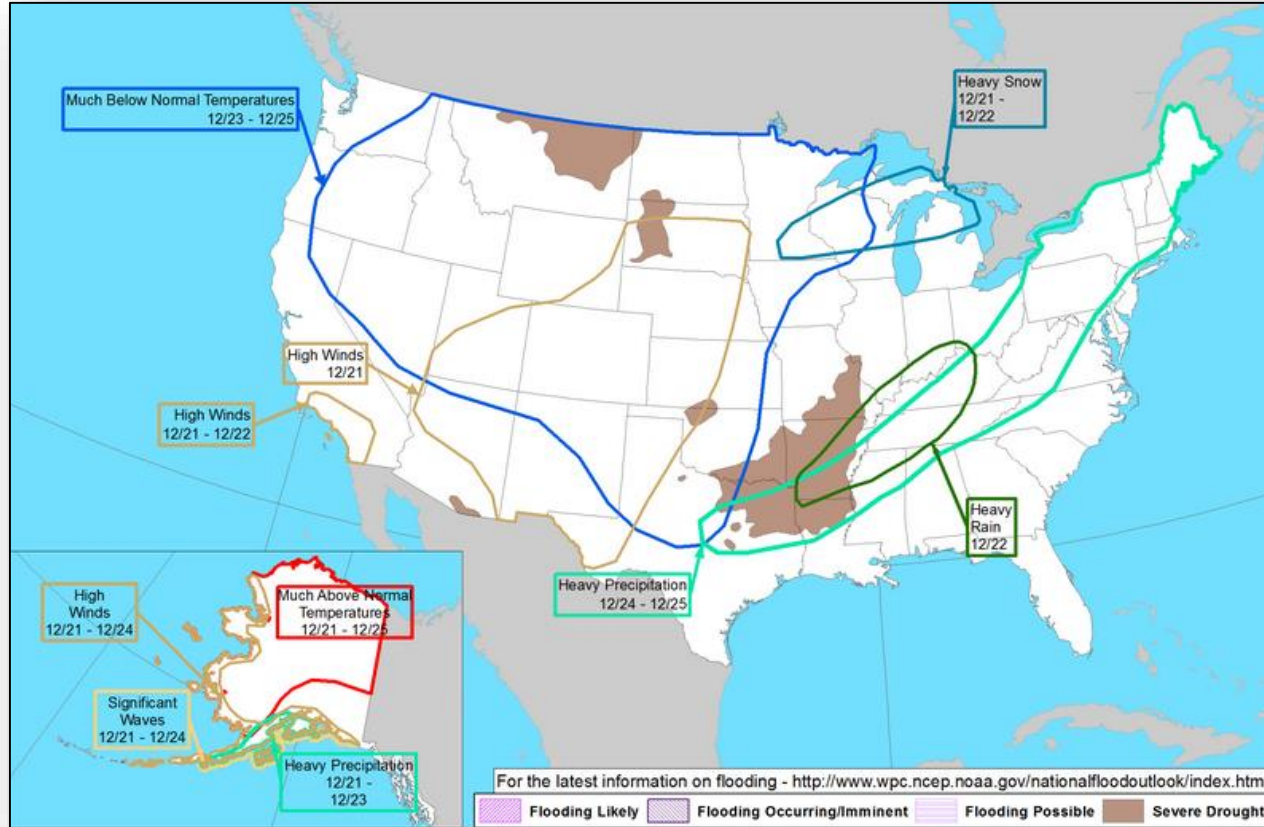 Much Below Normal Temperatures
12/23 - 12/25
Heavy Snow
12/21 -
12/22
High Winds
12/21
High Winds
12/21 - 12/22
Heavy
Rain
12/22
Heavy Precipitation
12/24 - 12/25
High
Winds
12/21 - 12/24
Much Above Normal
Temperatures
12/21 - 12/25
Significant
Waves
12/21 - 12/24
Heavy Precipitation
12/21 -
12/23
For the latest information on flooding - http://www.wpc.ncep.noaa.gov/nationalfloodoutlook/index.htm
Flooding Likely Flooding Occurring/Imminent Flooding Possible Severe Drought